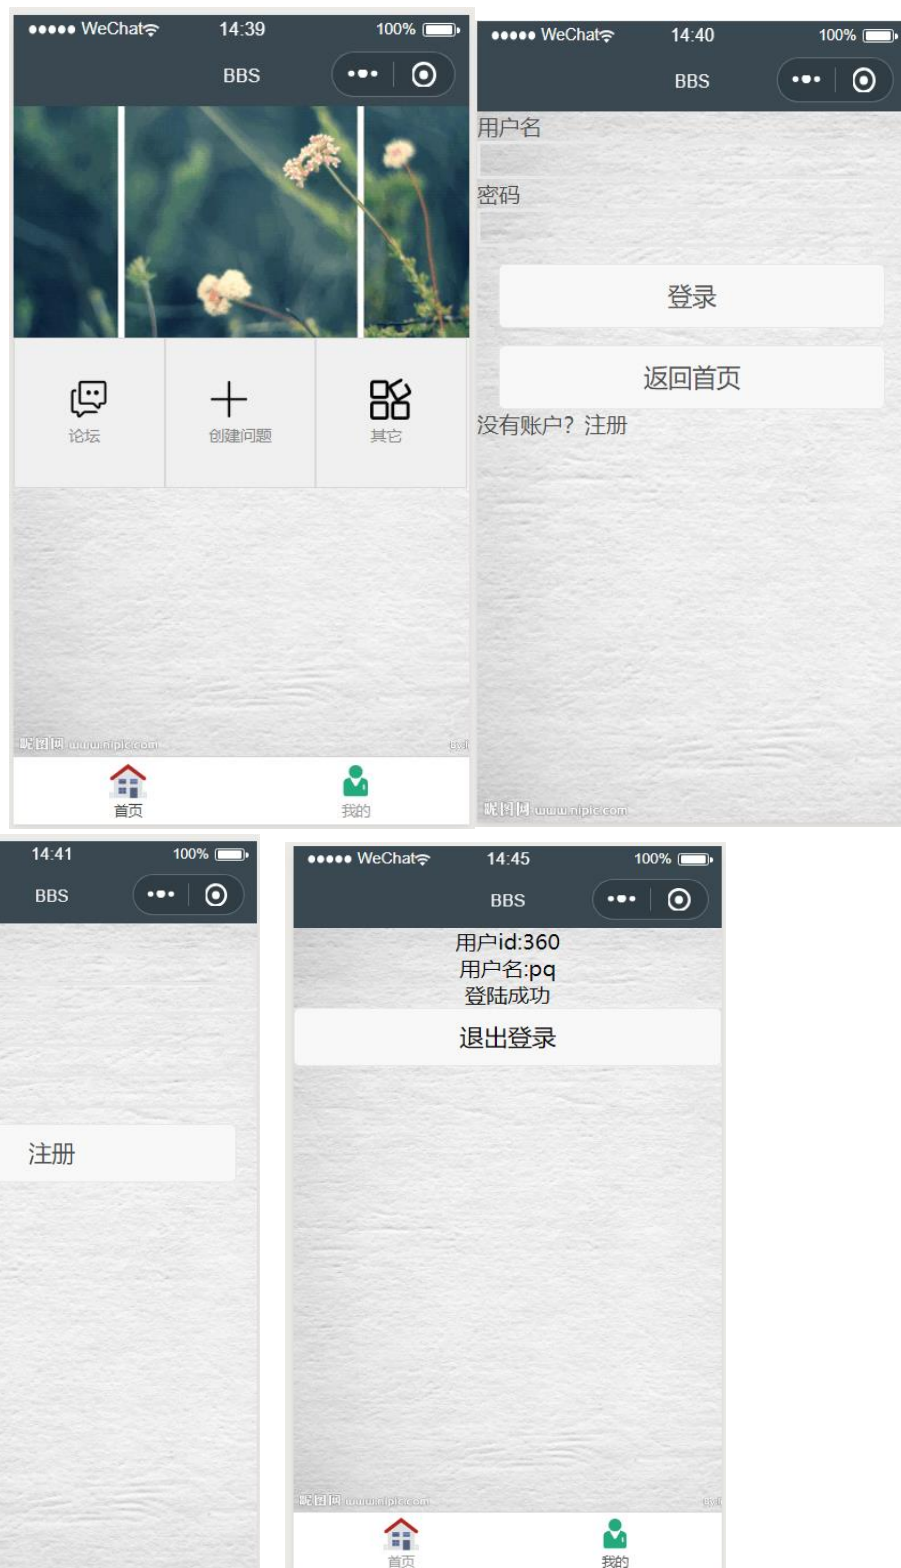 ●●●●● WeChat 14:39 100%
BBS
论坛 创建问题 其它
昵图网 www.nipic.com
首页 我的
●●●●● WeChat 14:40 100%
BBS
用户名
密码
登录
返回首页
没有账户？注册
昵图网 www.nipic.com
14:41 100%
BBS
注册
●●●●● WeChat 14:45 100%
BBS
用户id:360
用户名:pq
登陆成功
退出登录
昵图网 www.nipic.com
首页 我的